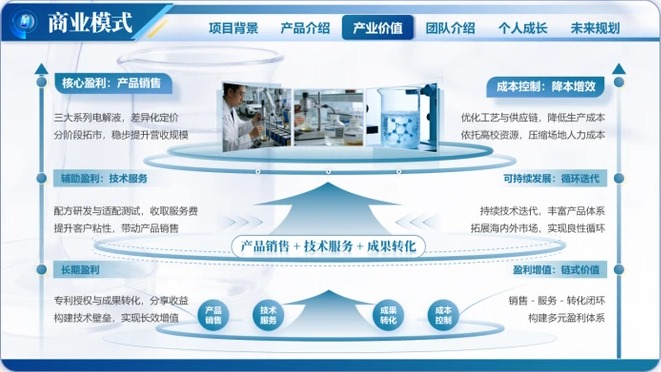 商业模式
项目背景
产品介绍
产业价值
团队介绍
个人成长
未来规划
核心盈利：产品销售
三大系列电解液，差异化定价
分阶段拓市，稳步提升营收规模
辅助盈利：技术服务
配方研发与适配测试，收取服务费
提升客户粘性，带动产品销售
长期盈利
专利授权与成果转化，分享收益
构建技术壁垒，实现长效增值
成本控制：降本增效
优化工艺与供应链，降低生产成本
依托高校资源，压缩场地人力成本
可持续发展：循环迭代
持续技术迭代，丰富产品体系
拓展海内外市场，实现良性循环
盈利增值：链式价值
销售 - 服务 - 转化闭环
构建多元盈利体系
产品销售 + 技术服务 + 成果转化
产品
销售
技术
服务
成果
转化
成本
控制